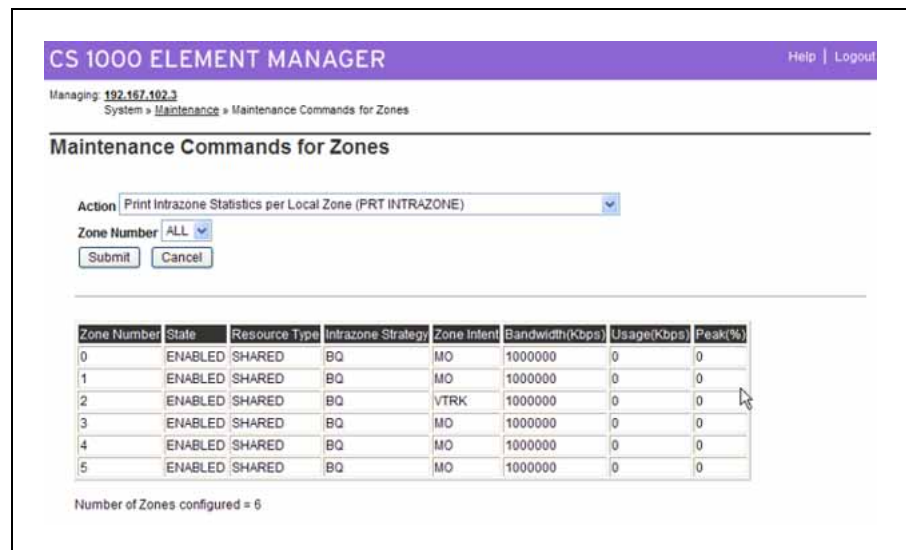 CS 1000 ELEMENT MANAGER Help | Logout
Managing: 192.167.102.3
System » Maintenance » Maintenance Commands for Zones
Maintenance Commands for Zones
Action Print Intrazone Statistics per Local Zone (PRT INTRAZONE)
Zone Number ALL
Submit Cancel
Zone Number State Resource Type Intrazone Strategy Zone Intent Bandwidth(Kbps) Usage(Kbps) Peak(%)
0 ENABLED SHARED BQ MO 1000000 0 0
1 ENABLED SHARED BQ MO 1000000 0 0
2 ENABLED SHARED BQ VTRK 1000000 0 0
3 ENABLED SHARED BQ MO 1000000 0 0
4 ENABLED SHARED BQ MO 1000000 0 0
5 ENABLED SHARED BQ MO 1000000 0 0
Number of Zones configured = 6